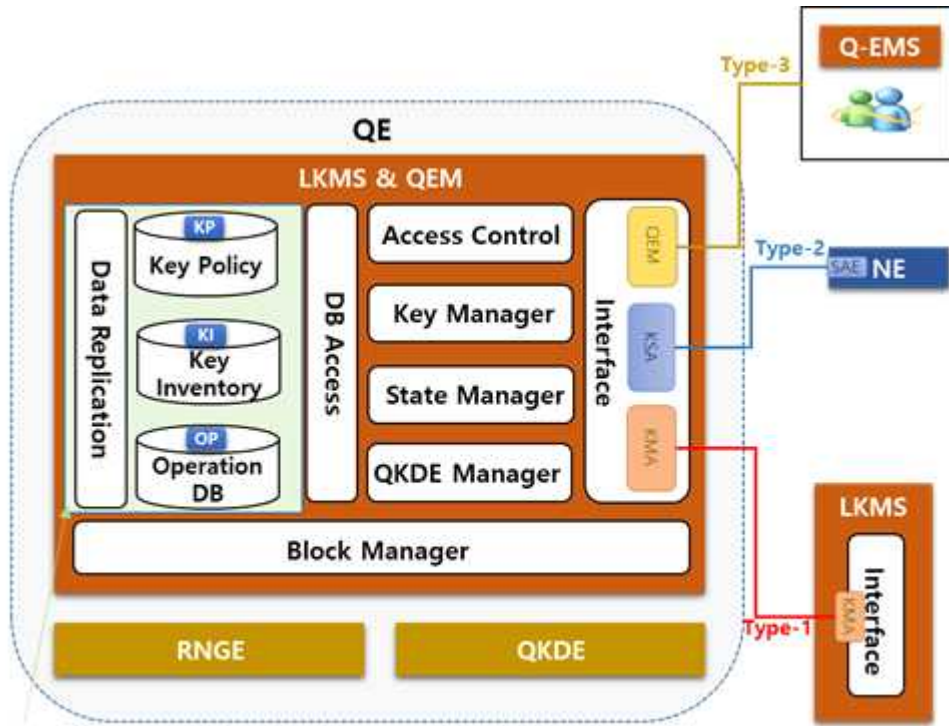 Q-EMS
Type-3
QE
LKMS & QEM
Data Replication
KP
Key Policy
KI
Key
Inventory
OP
Operation
DB
DB Access
Access Control
Key Manager
State Manager
QKDE Manager
Interface
QEM
KSA
KMA
Type-2
SAE
NE
Block Manager
Type-1
LKMS
Interface
KMA
RNGE
QKDE